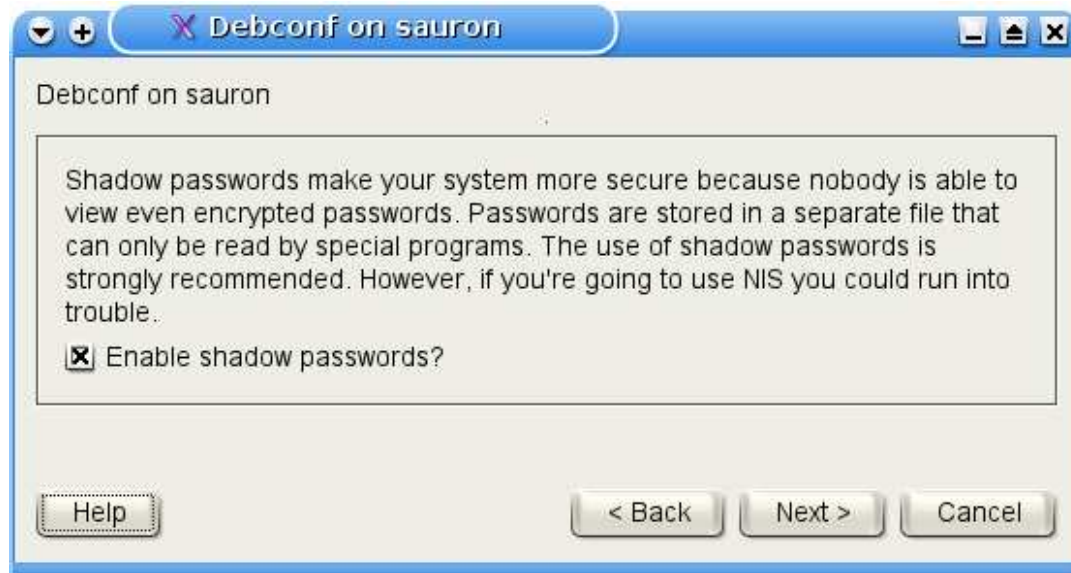 Debconf on sauron
Debconf on sauron
Shadow passwords make your system more secure because nobody is able to
view even encrypted passwords. Passwords are stored in a separate file that
can only be read by special programs. The use of shadow passwords is
strongly recommended. However, if you're going to use NIS you could run into
trouble.
Enable shadow passwords?
Help
< Back
Next >
Cancel